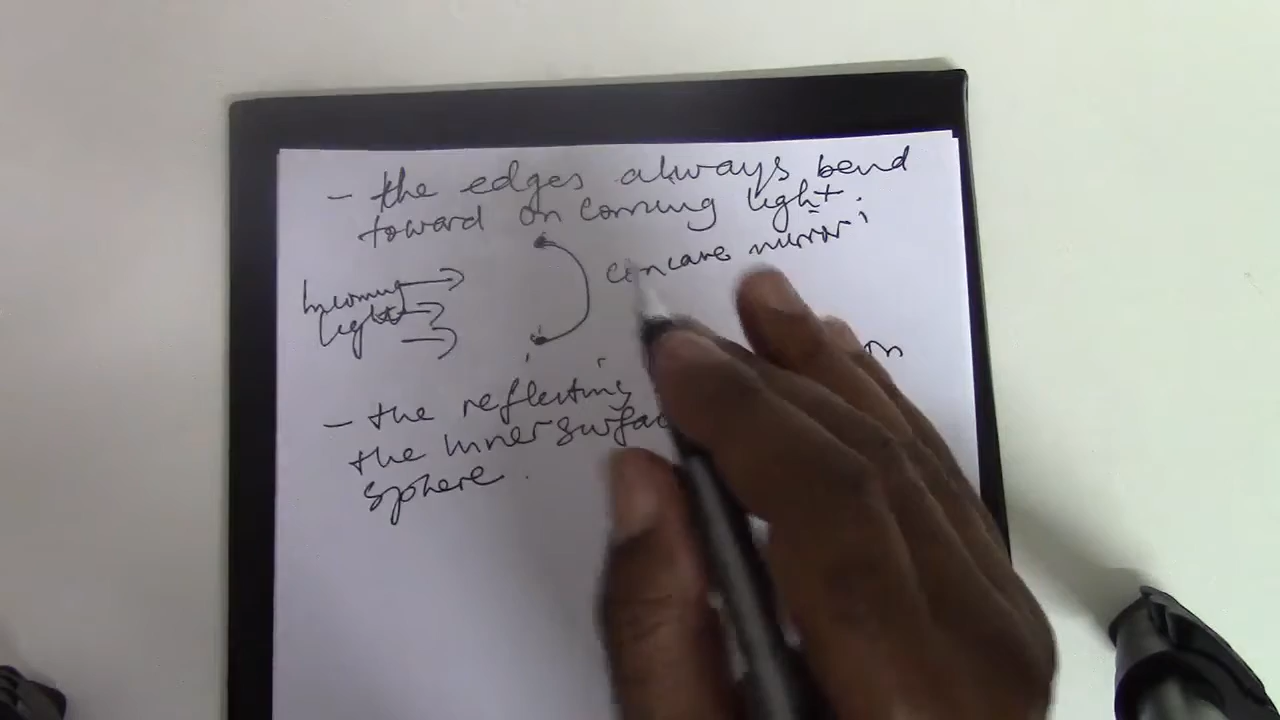 - the edges always bend
toward on coming light.
concave mirror
Incoming
light
- the reflecting
the inner surfac
sphere.